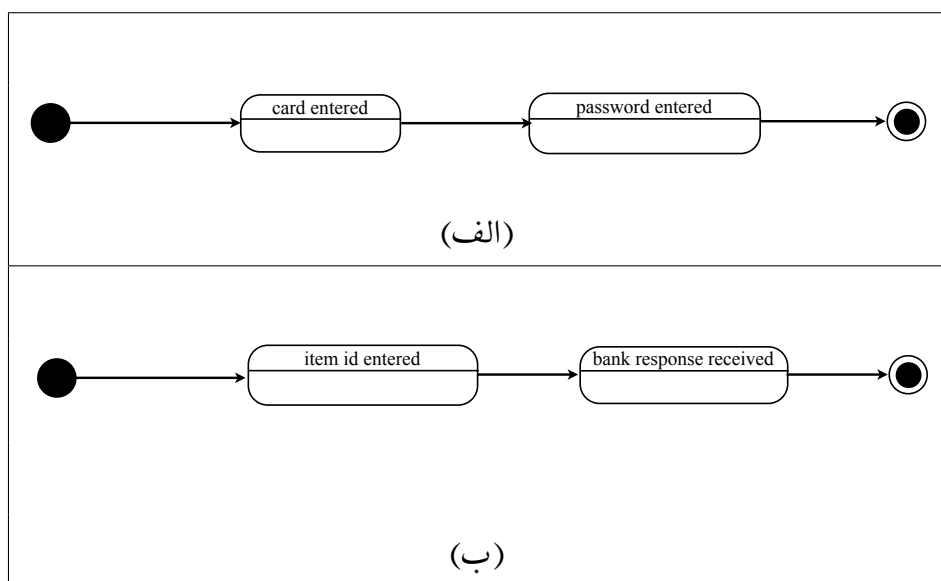 card entered
password entered
(الف)
item id entered
bank response received
(ب)